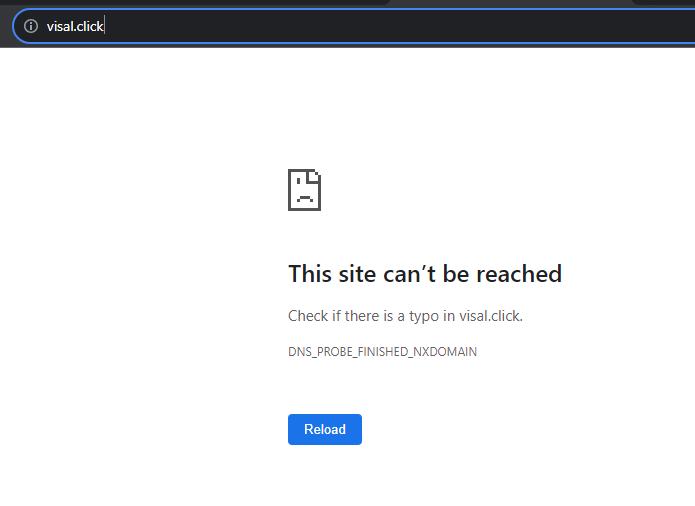 visal.click
This site can’t be reached
Check if there is a typo in visal.click.
DNS_PROBE_FINISHED_NXDOMAIN
Reload